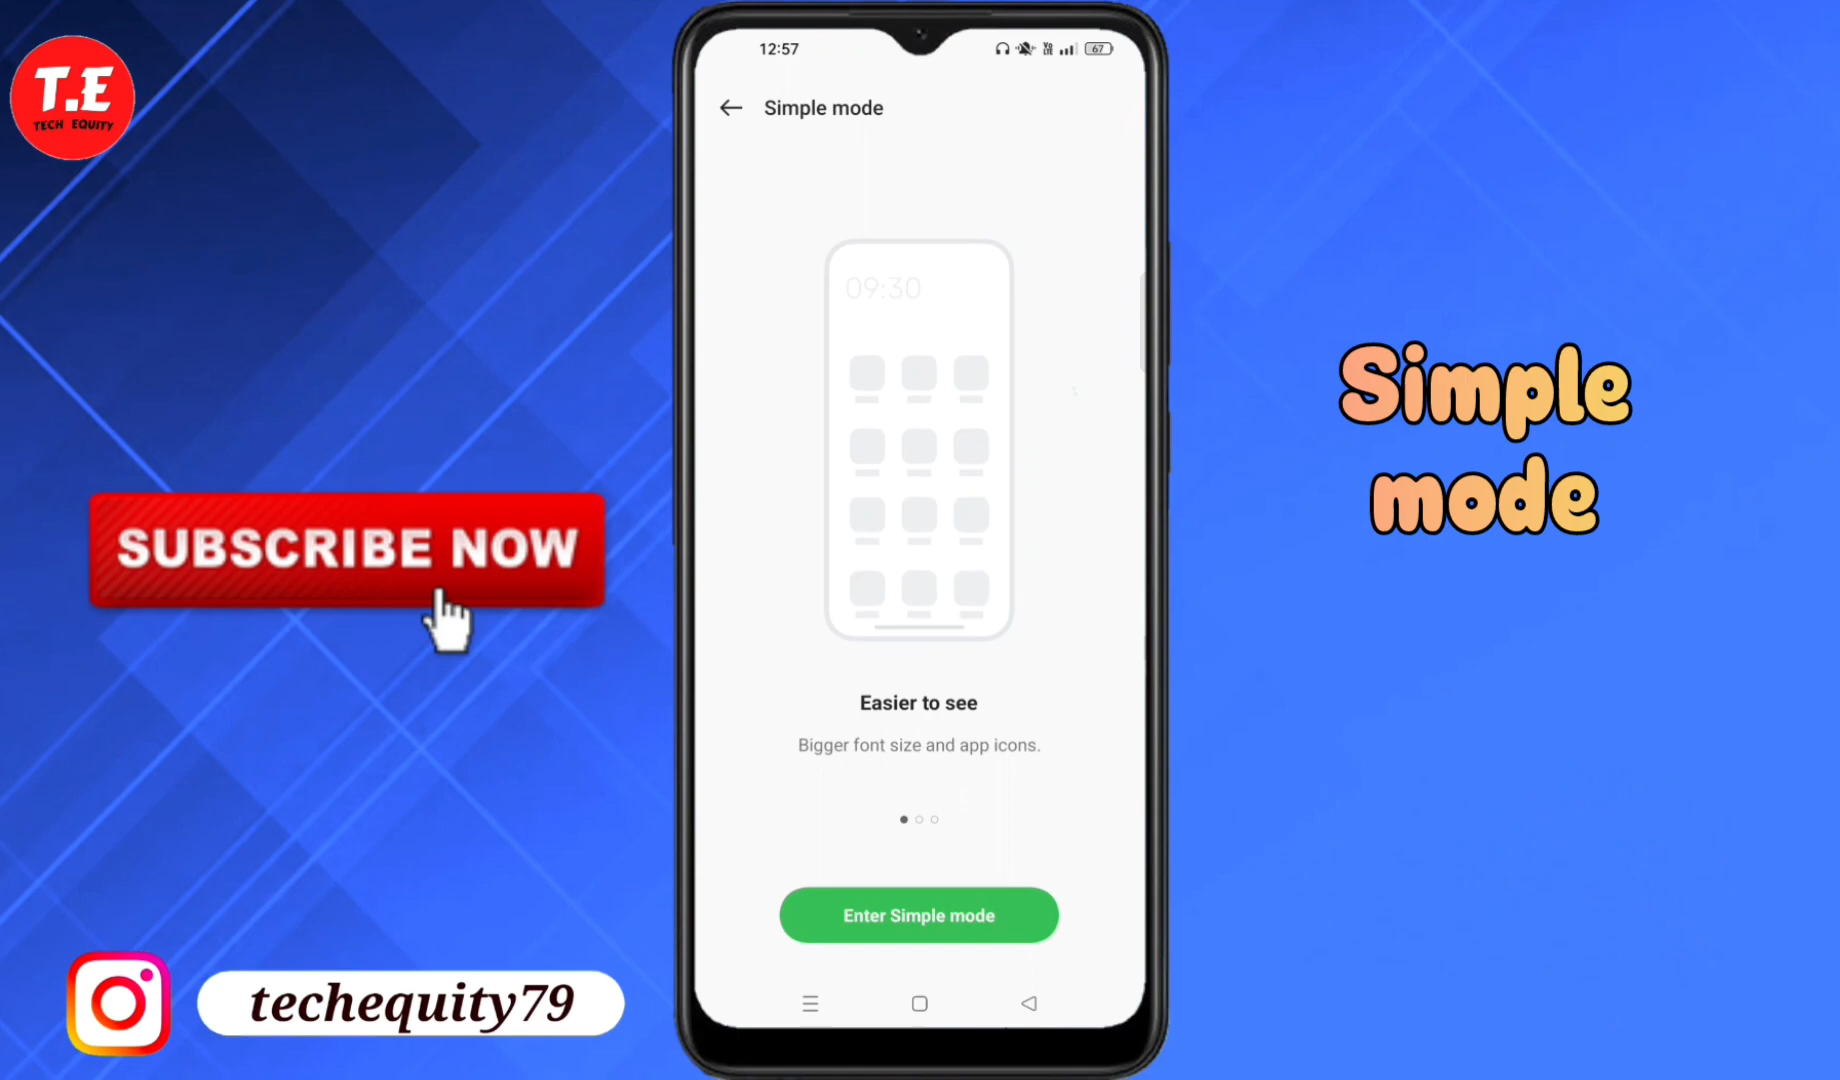 T.E
TECH EQUITY
12:57
67
Simple mode
09:30
Easier to see
Bigger font size and app icons.
Enter Simple mode
SUBSCRIBE NOW
techequity79
Simple
mode